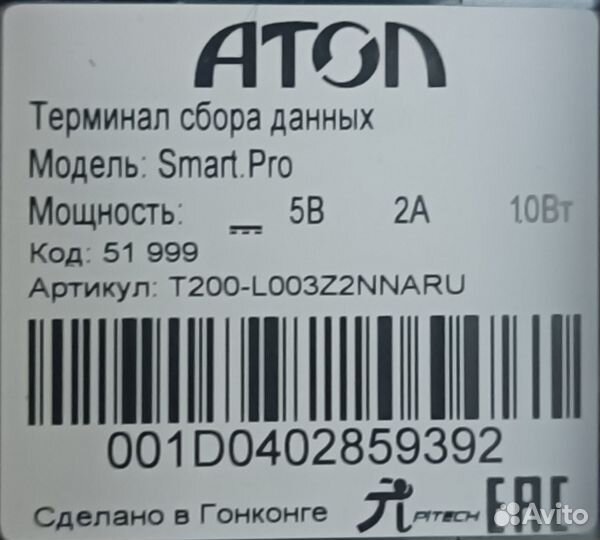 АТОЛ
Терминал сбора данных
Модель: Smart.Pro
Мощность: 5В 2А 10Вт
Код: 51 999
Артикул: T200-L003Z2NNARU
001D0402859392
Сделано в Гонконге PITECH EAC
Avito